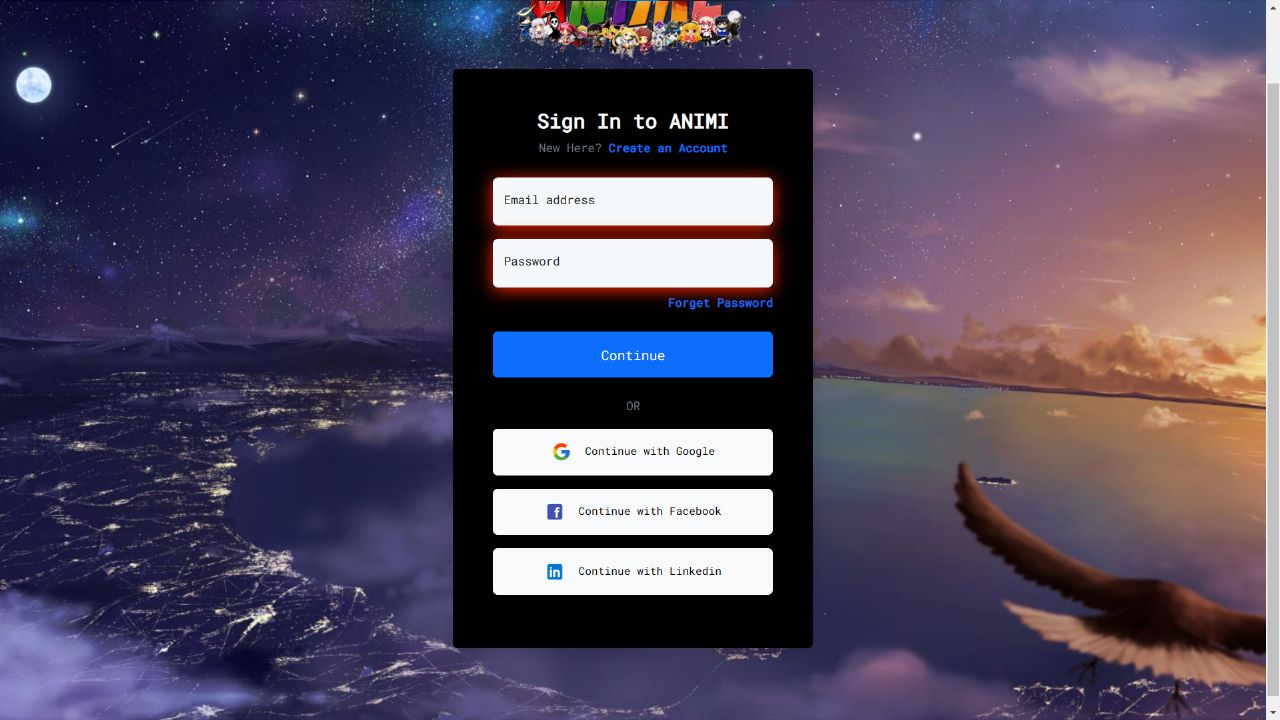 Sign In to ANIMI
New Here? Create an Account
Email address
Password
Forget Password
Continue
OR
Continue with Google
Continue with Facebook
Continue with Linkedin